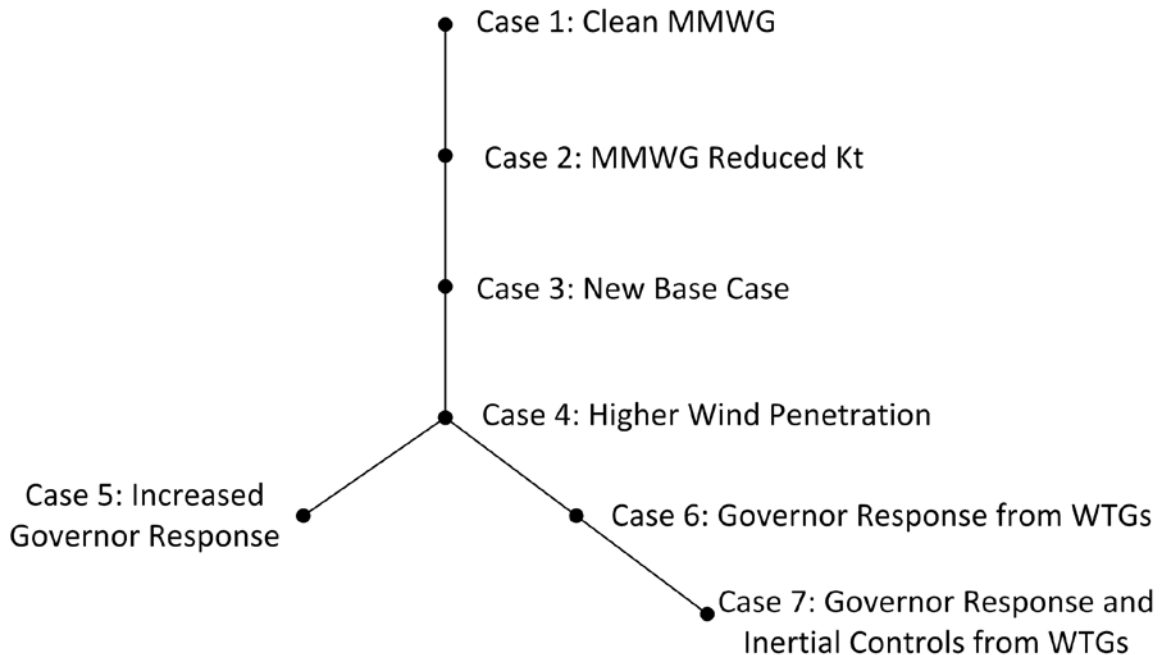 Case 1: Clean MMWG
Case 2: MMWG Reduced Kt
Case 3: New Base Case
Case 4: Higher Wind Penetration
Case 5: Increased
Governor Response
Case 6: Governor Response from WTGs
Case 7: Governor Response and
Inertial Controls from WTGs